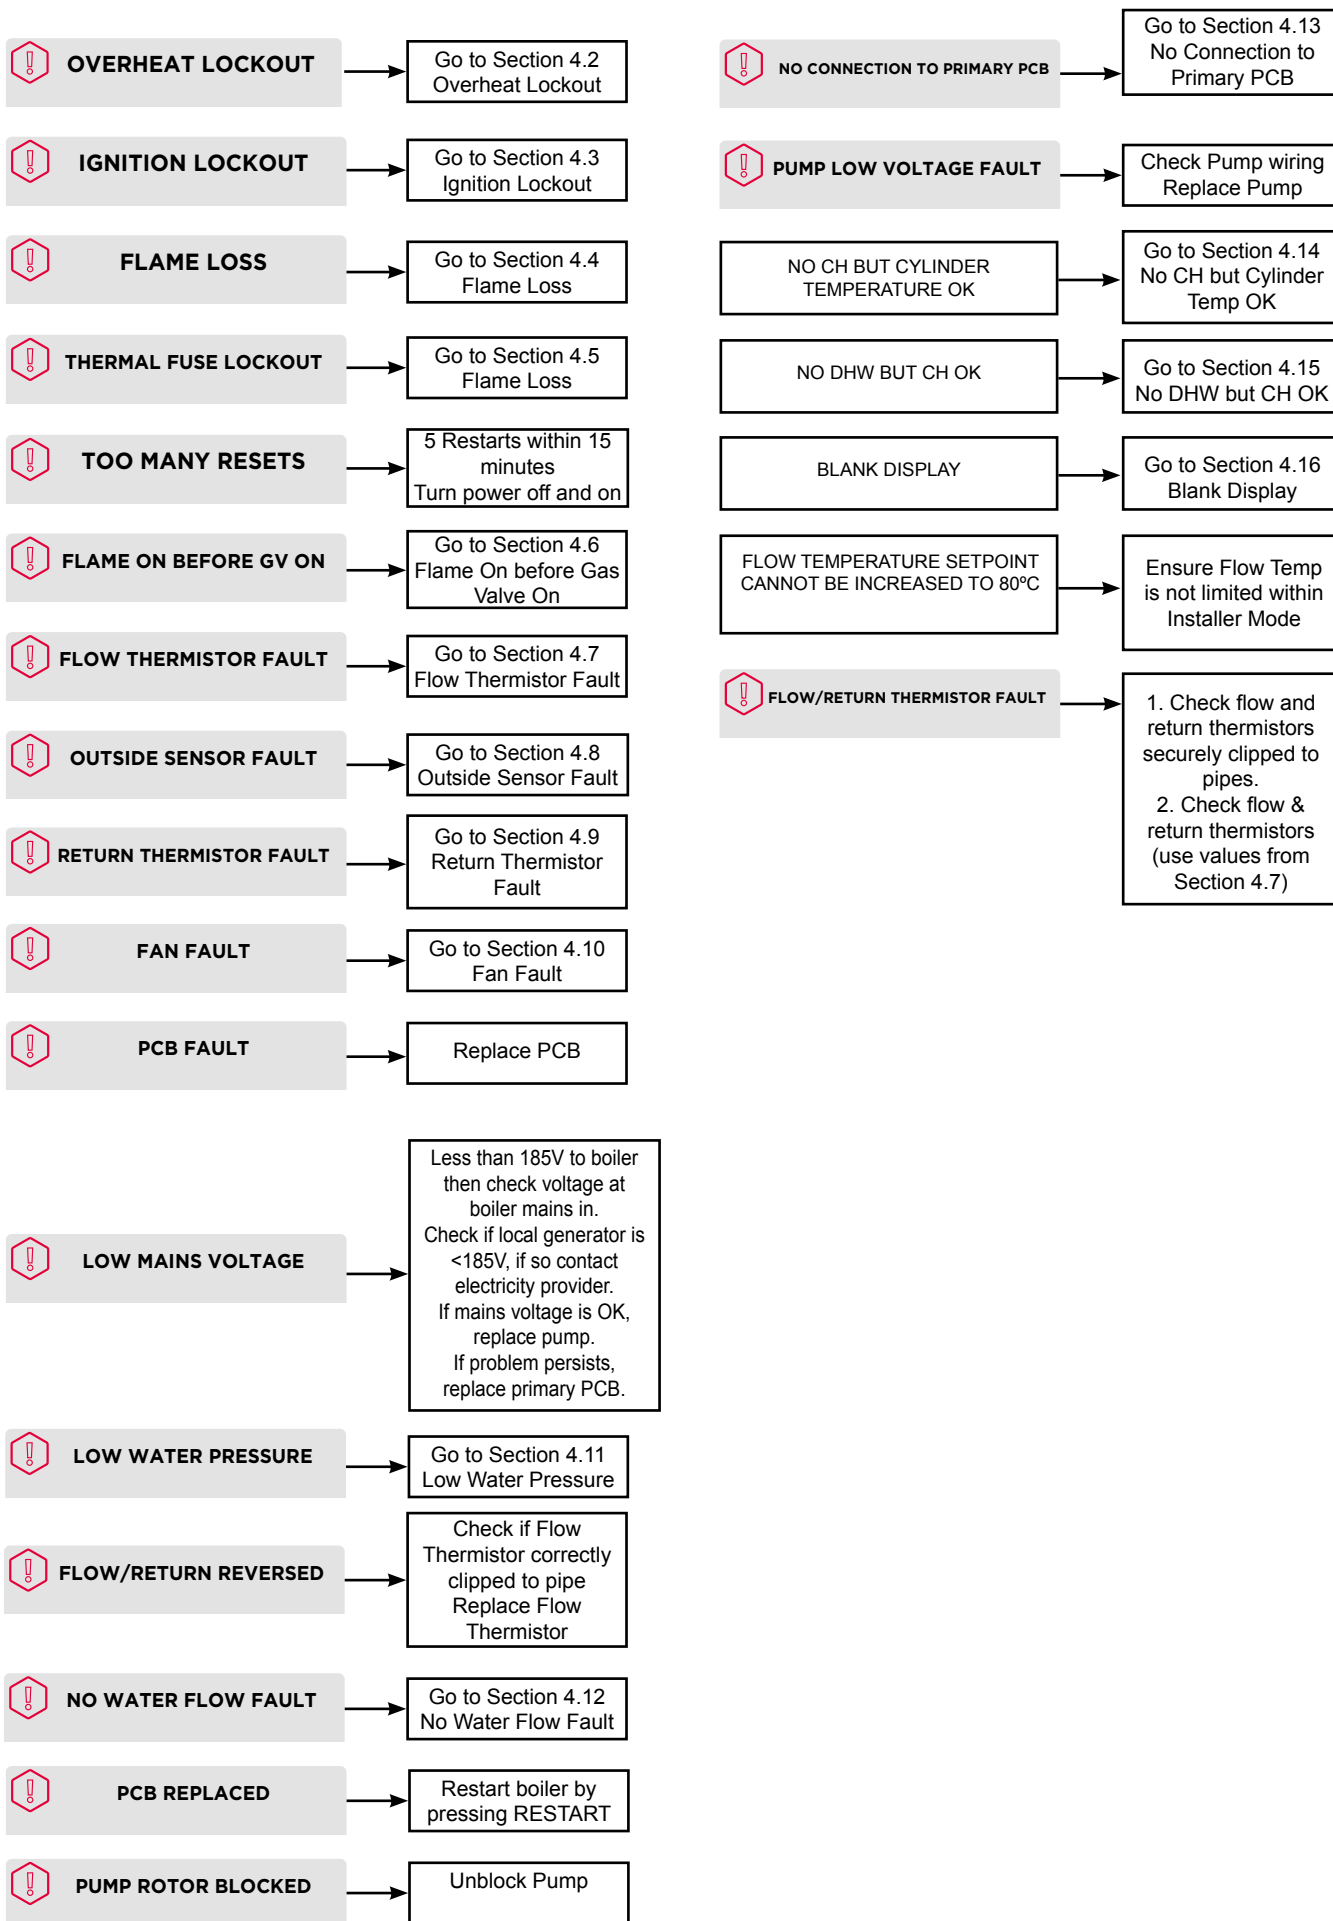 OVERHEAT LOCKOUT
Go to Section 4.2
Overheat Lockout
IGNITION LOCKOUT
Go to Section 4.3
Ignition Lockout
FLAME LOSS
Go to Section 4.4
Flame Loss
THERMAL FUSE LOCKOUT
Go to Section 4.5
Flame Loss
TOO MANY RESETS
5 Restarts within 15
minutes
Turn power off and on
FLAME ON BEFORE GV ON
Go to Section 4.6
Flame On before Gas
Valve On
FLOW THERMISTOR FAULT
Go to Section 4.7
Flow Thermistor Fault
OUTSIDE SENSOR FAULT
Go to Section 4.8
Outside Sensor Fault
RETURN THERMISTOR FAULT
Go to Section 4.9
Return Thermistor
Fault
FAN FAULT
Go to Section 4.10
Fan Fault
PCB FAULT
Replace PCB
LOW MAINS VOLTAGE
Less than 185V to boiler
then check voltage at
boiler mains in.
Check if local generator is
<185V, if so contact
electricity provider.
If mains voltage is OK,
replace pump.
If problem persists,
replace primary PCB.
LOW WATER PRESSURE
Go to Section 4.11
Low Water Pressure
FLOW/RETURN REVERSED
Check if Flow
Thermistor correctly
clipped to pipe
Replace Flow
Thermistor
NO WATER FLOW FAULT
Go to Section 4.12
No Water Flow Fault
PCB REPLACED
Restart boiler by
pressing RESTART
PUMP ROTOR BLOCKED
Unblock Pump
NO CONNECTION TO PRIMARY PCB
Go to Section 4.13
No Connection to
Primary PCB
PUMP LOW VOLTAGE FAULT
Check Pump wiring
Replace Pump
NO CH BUT CYLINDER
TEMPERATURE OK
Go to Section 4.14
No CH but Cylinder
Temp OK
NO DHW BUT CH OK
Go to Section 4.15
No DHW but CH OK
BLANK DISPLAY
Go to Section 4.16
Blank Display
FLOW TEMPERATURE SETPOINT
CANNOT BE INCREASED TO 80ºC
Ensure Flow Temp
is not limited within
Installer Mode
FLOW/RETURN THERMISTOR FAULT
1. Check flow and
return thermistors
securely clipped to
pipes.
2. Check flow &
return thermistors
(use values from
Section 4.7)